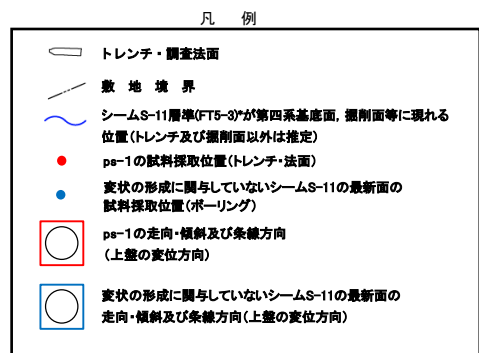 凡 例
トレンチ・調査法面
敷 地 境 界
シームS-11層準(FT5-3)*が第四系基底面，掘削面等に現れる
位置(トレンチ及び掘削面以外は推定)
ps-1の試料採取位置(トレンチ・法面)
変状の形成に関与していないシームS-11の最新面の
試料採取位置(ボーリング)
ps-1の走向・傾斜及び条線方向
(上盤の変位方向)
変状の形成に関与していないシームS-11の最新面の
走向・傾斜及び条線方向(上盤の変位方向)